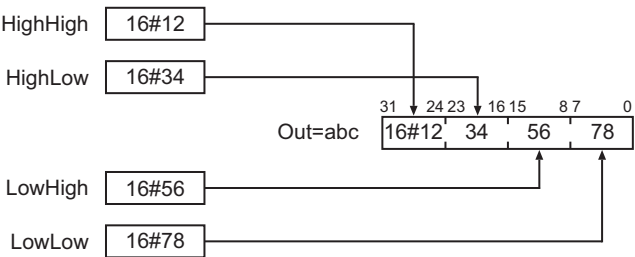 HighHigh 16#12
HighLow 16#34
31 24 23 16 15 8 7 0
Out=abc 16#12 34 56 78
LowHigh 16#56
LowLow 16#78